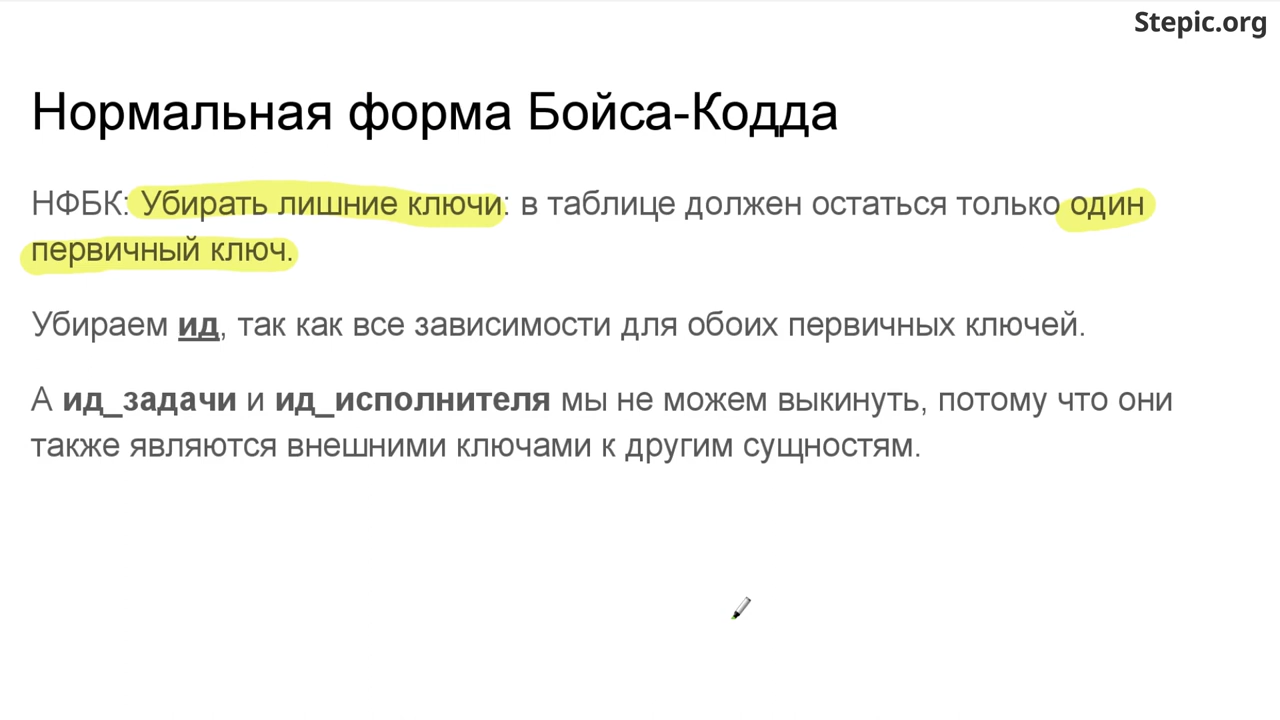 Stepic.org
Нормальная форма Бойса-Кодда
НФБК: Убирать лишние ключи: в таблице должен остаться только один
первичный ключ.
Убираем ид, так как все зависимости для обоих первичных ключей.
А ид_задачи и ид_исполнителя мы не можем выкинуть, потому что они
также являются внешними ключами к другим сущностям.